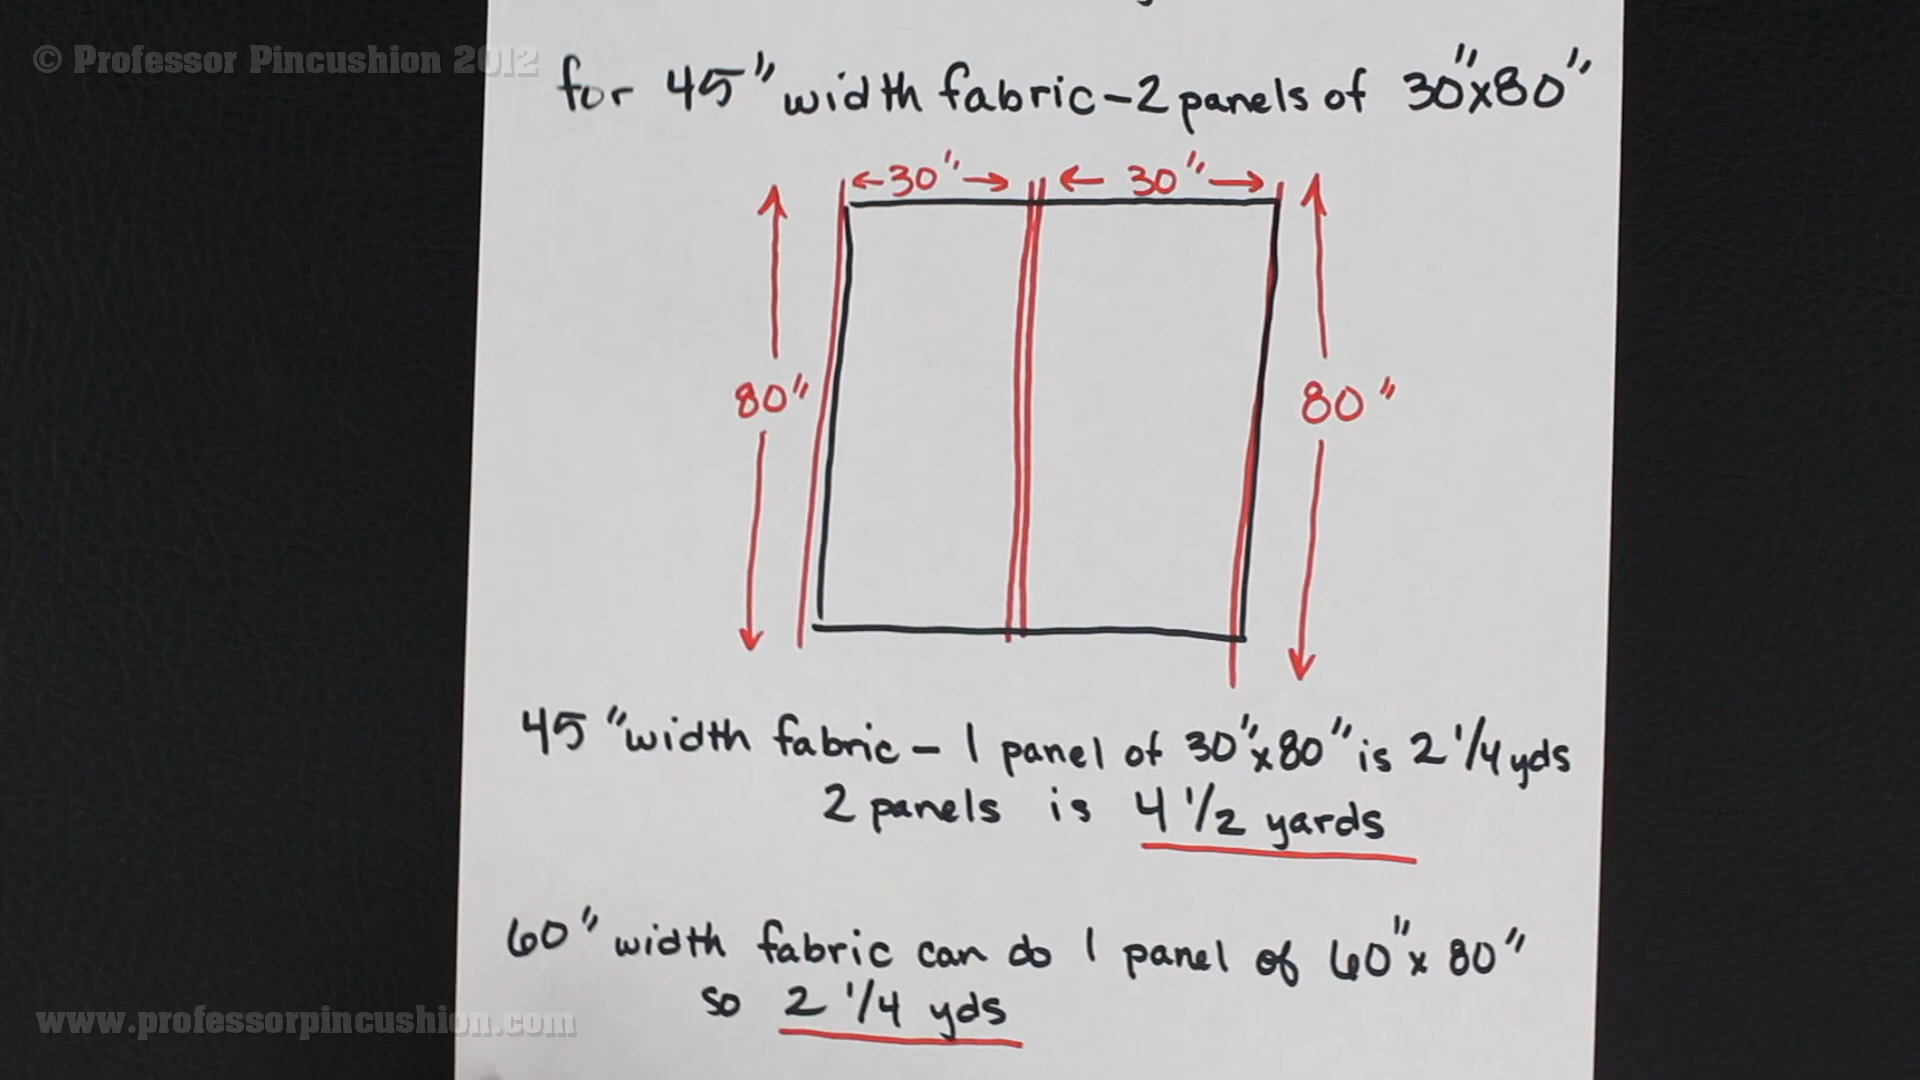 © Professor Pincushion 2012
for 45" width fabric - 2 panels of 30"x80"
←30"→ ← 30"→
80" 80"
45" width fabric - 1 panel of 30"x80" is 2 1/4 yds
2 panels is 4 1/2 yards
60" width fabric can do 1 panel of 60"x 80"
so 2 1/4 yds
www.professorpincushion.com